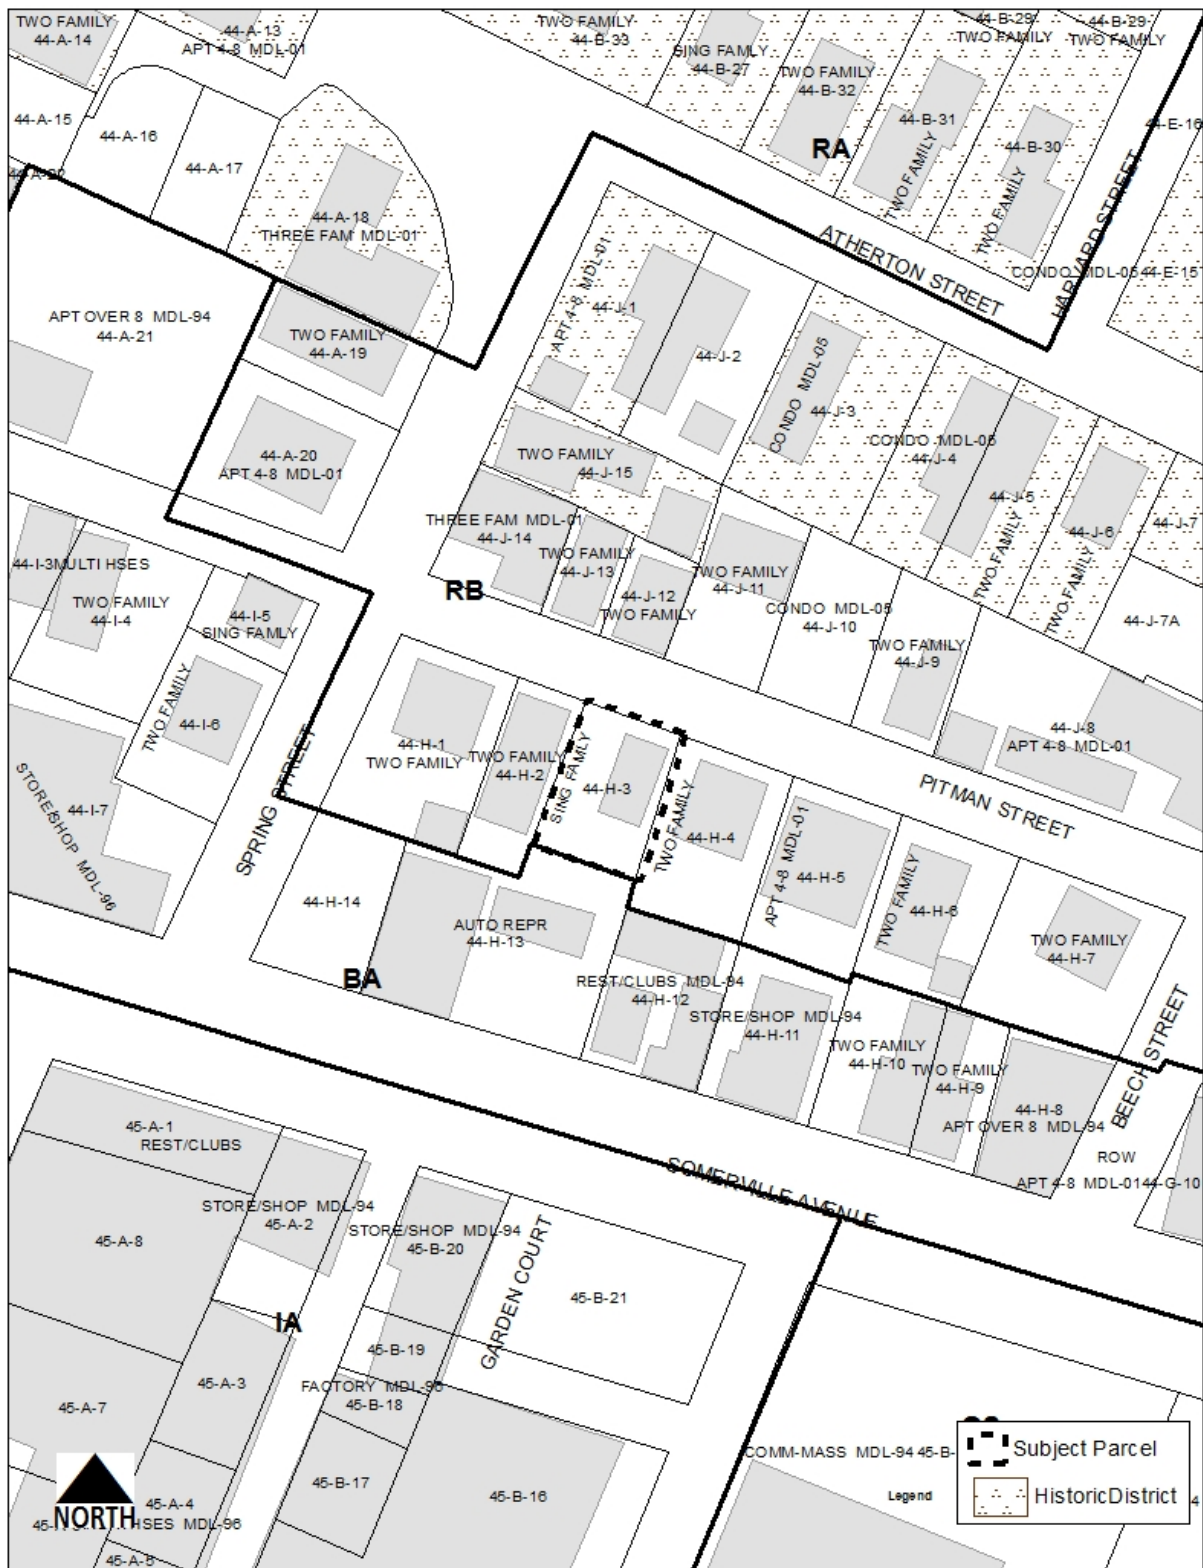 TWO FAMILY
44-A-14
44-A-13
APT 4-8 MDL-01
TWO FAMILY
44-B-33
SING FAMLY
44-B-27
TWO FAMILY
44-B-32
44-B-29
TWO FAMILY
44-B-29
TWO FAMILY
44-B-31
TWO FAMILY
44-B-30
TWO FAMILY
RA
44-A-15
44-A-16
44-A-17
44-A-18
THREE FAM MDL-01
ATHERTON STREET
HARVARD STREET
CONDO MDL-05
44-E-15
APT OVER 8 MDL-94
44-A-21
TWO FAMILY
44-A-19
APT 4-8 MDL-01
44-J-1
44-J-2
CONDO MDL-05
44-J-3
CONDO MDL-05
44-J-4
44-J-5
TWO FAMILY
44-J-6
TWO FAMILY
44-J-7
44-A-20
APT 4-8 MDL-01
TWO FAMILY
44-J-15
THREE FAM MDL-01
44-J-14
TWO FAMILY
44-J-13
44-J-12
TWO FAMILY
TWO FAMILY
44-J-11
CONDO MDL-05
44-J-10
TWO FAMILY
44-J-9
44-J-7A
RB
44-I-3
MULTI HSES
TWO FAMILY
44-I-4
44-I-5
SING FAMLY
TWO FAMILY
44-I-6
44-J-8
APT 4-8 MDL-01
PITMAN STREET
SPRING STREET
44-H-1
TWO FAMILY
TWO FAMILY
44-H-2
SING FAMLY
44-H-3
TWO FAMILY
44-H-4
APT 4-8 MDL-01
44-H-5
TWO FAMILY
44-H-6
TWO FAMILY
44-H-7
STORE/SHOP MDL-96
44-I-7
44-H-14
AUTO REPR
44-H-13
BA
REST/CLUBS MDL-94
44-H-12
STORE/SHOP MDL-94
44-H-11
TWO FAMILY
44-H-10
TWO FAMILY
44-H-9
44-H-8
APT OVER 8 MDL-94
BEECH STREET
ROW
APT 4-8 MDL-01
44-G-10
SOMERVILLE AVENUE
45-A-1
REST/CLUBS
STORE/SHOP MDL-94
45-A-2
45-A-8
STORE/SHOP MDL-94
45-B-20
GARDEN COURT
45-B-21
IA
45-B-19
45-A-3
FACTORY MDL-96
45-B-18
45-A-7
45-B-17
45-B-16
COMM-MASS MDL-94 45-B-
45-A-4
HSES MDL-96
45-A-5
NORTH
Subject Parcel
Legend
HistoricDistrict